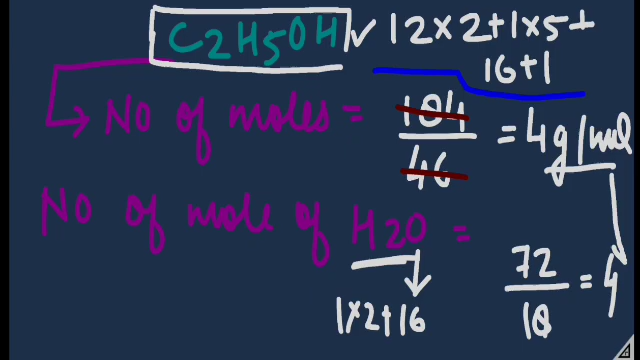 C2H5OH ✓ 12×2+1×5+
16+1
→ No of moles = 184/46 = 4g/mol
No of mole of H2O =
72/18 = 4
1×2+16